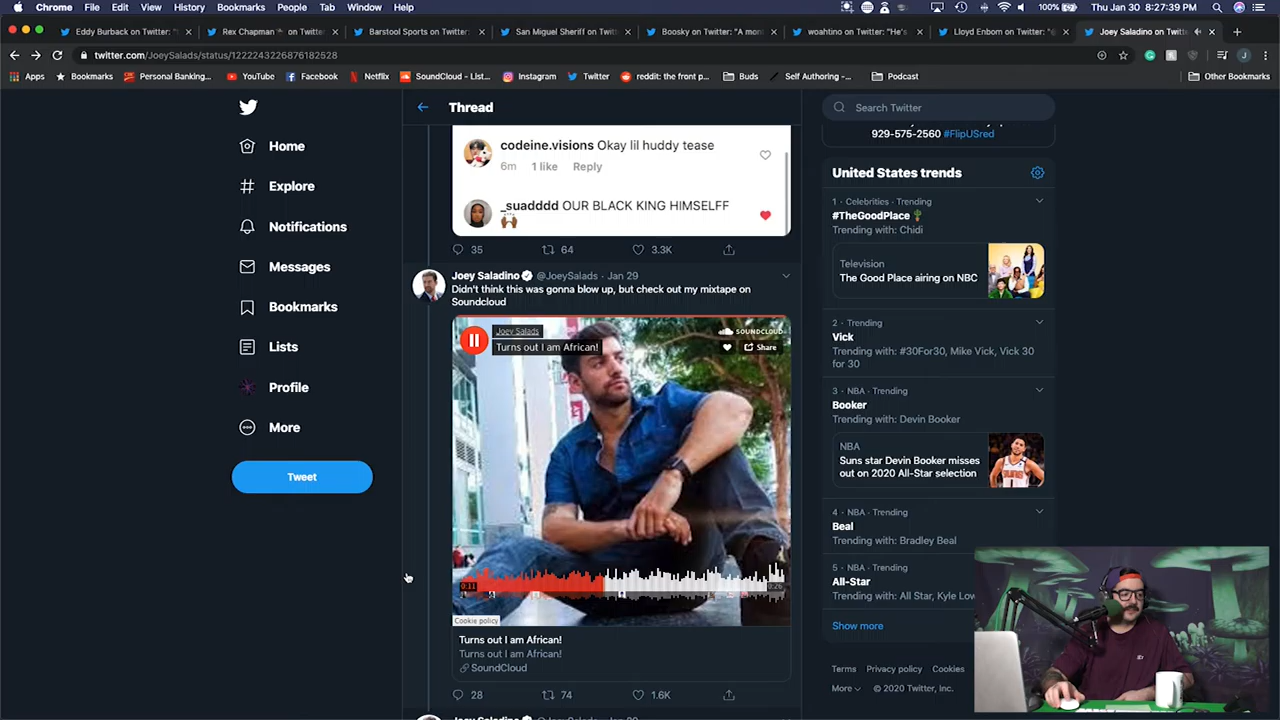 Chrome File Edit View History Bookmarks People Tab Window Help
100% Thu Jan 30 8:27:39 PM
Eddy Burback on Twitter: "
Rex Chapman on Twitter
Barstool Sports on Twitter:
San Miguel Sheriff on Twitter
Boosky on Twitter: "A mon
woahtino on Twitter: "He's
Lloyd Enbom on Twitter: "
Joey Saladino on Twitter
twitter.com/JoeySalads/status/1222243226876182528
Apps Bookmarks Personal Banking... YouTube Facebook Netflix SoundCloud - List... Instagram Twitter reddit: the front p... Buds Self Authoring -... Podcast Other Bookmarks
Home
Explore
Notifications
Messages
Bookmarks
Lists
Profile
More
Tweet
Thread
codeine.visions Okay lil huddy tease
6m 1 like Reply
_suadddd OUR BLACK KING HIMSELFF
35 64 3.3K
Joey Saladino @JoeySalads · Jan 29
Didn't think this was gonna blow up, but check out my mixtape on
Soundcloud
Joey Salads
Turns out I am African!
SOUNDCLOUD
Share
0:11
0:26
Cookie policy
Turns out I am African!
Turns out I am African!
SoundCloud
28 74 1.6K
Search Twitter
929-575-2560 #FlipUSred
United States trends
1 · Celebrities · Trending
#TheGoodPlace
Trending with: Chidi
Television
The Good Place airing on NBC
2 · Trending
Vick
Trending with: #30For30, Mike Vick, Vick 30
for 30
3 · NBA · Trending
Booker
Trending with: Devin Booker
NBA
Suns star Devin Booker misses
out on 2020 All-Star selection
4 · NBA · Trending
Beal
Trending with: Bradley Beal
5 · NBA · Trending
All-Star
Trending with: All Star, Kyle Low
Show more
Terms Privacy policy Cookies
More © 2020 Twitter, Inc.